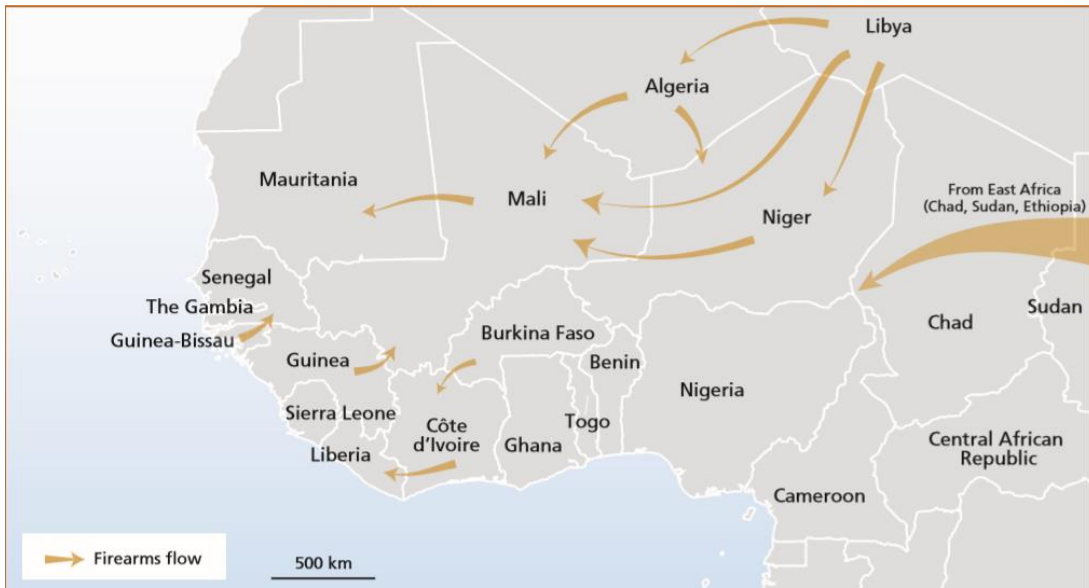 Libya
Algeria
Mauritania
Mali
Niger
From East Africa
(Chad, Sudan, Ethiopia)
Senegal
The Gambia
Guinea-Bissau
Guinea
Burkina Faso
Benin
Chad
Sudan
Nigeria
Sierra Leone
Côte
d'Ivoire
Ghana
Togo
Liberia
Central African
Republic
Cameroon
Firearms flow
500 km